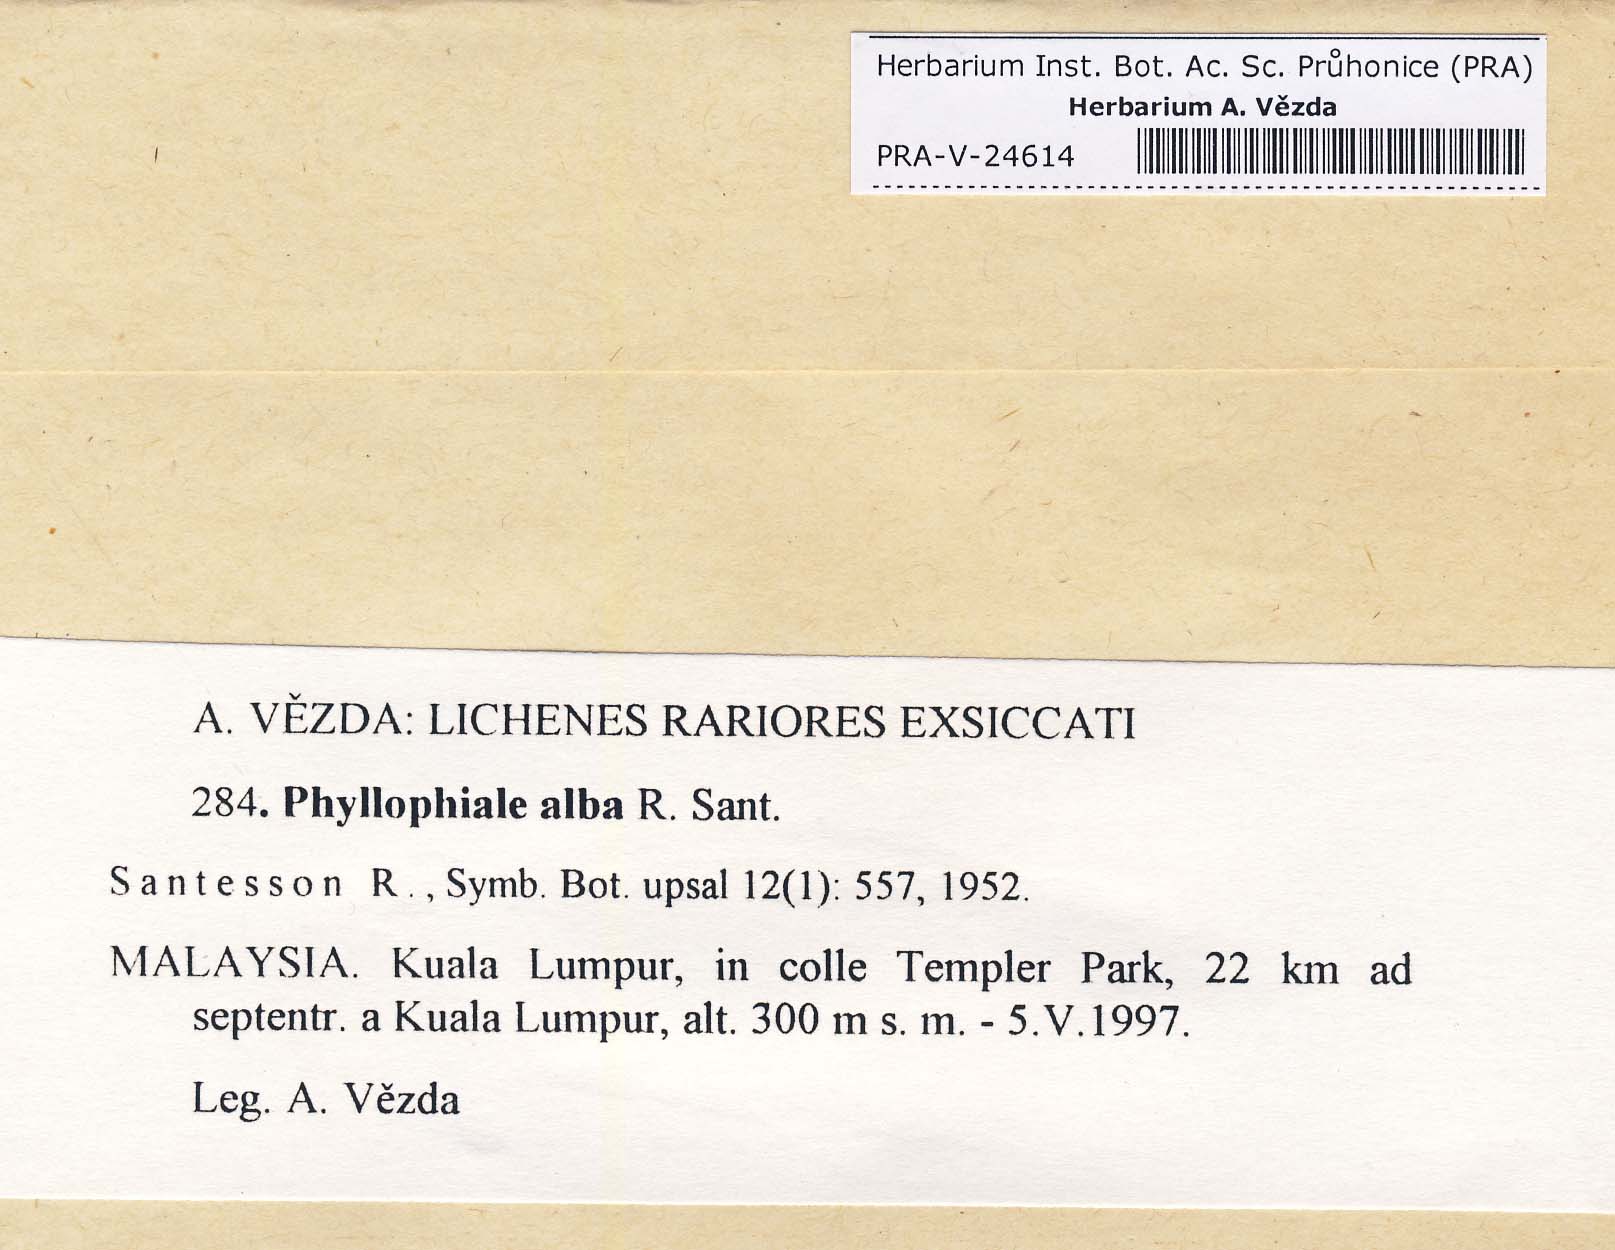 Herbarium Inst. Bot. Ac. Sc. Průhonice (PRA)
Herbarium A. Vězda
PRA-V-24614
A. VĚZDA: LICHENES RARIORES EXSICCATI
284. Phyllophiale alba R. Sant.
Santesson R., Symb. Bot. upsal 12(1): 557, 1952.
MALAYSIA. Kuala Lumpur, in colle Templer Park, 22 km ad
septentr. a Kuala Lumpur, alt. 300 m s. m. - 5.V.1997.
Leg. A. Vězda